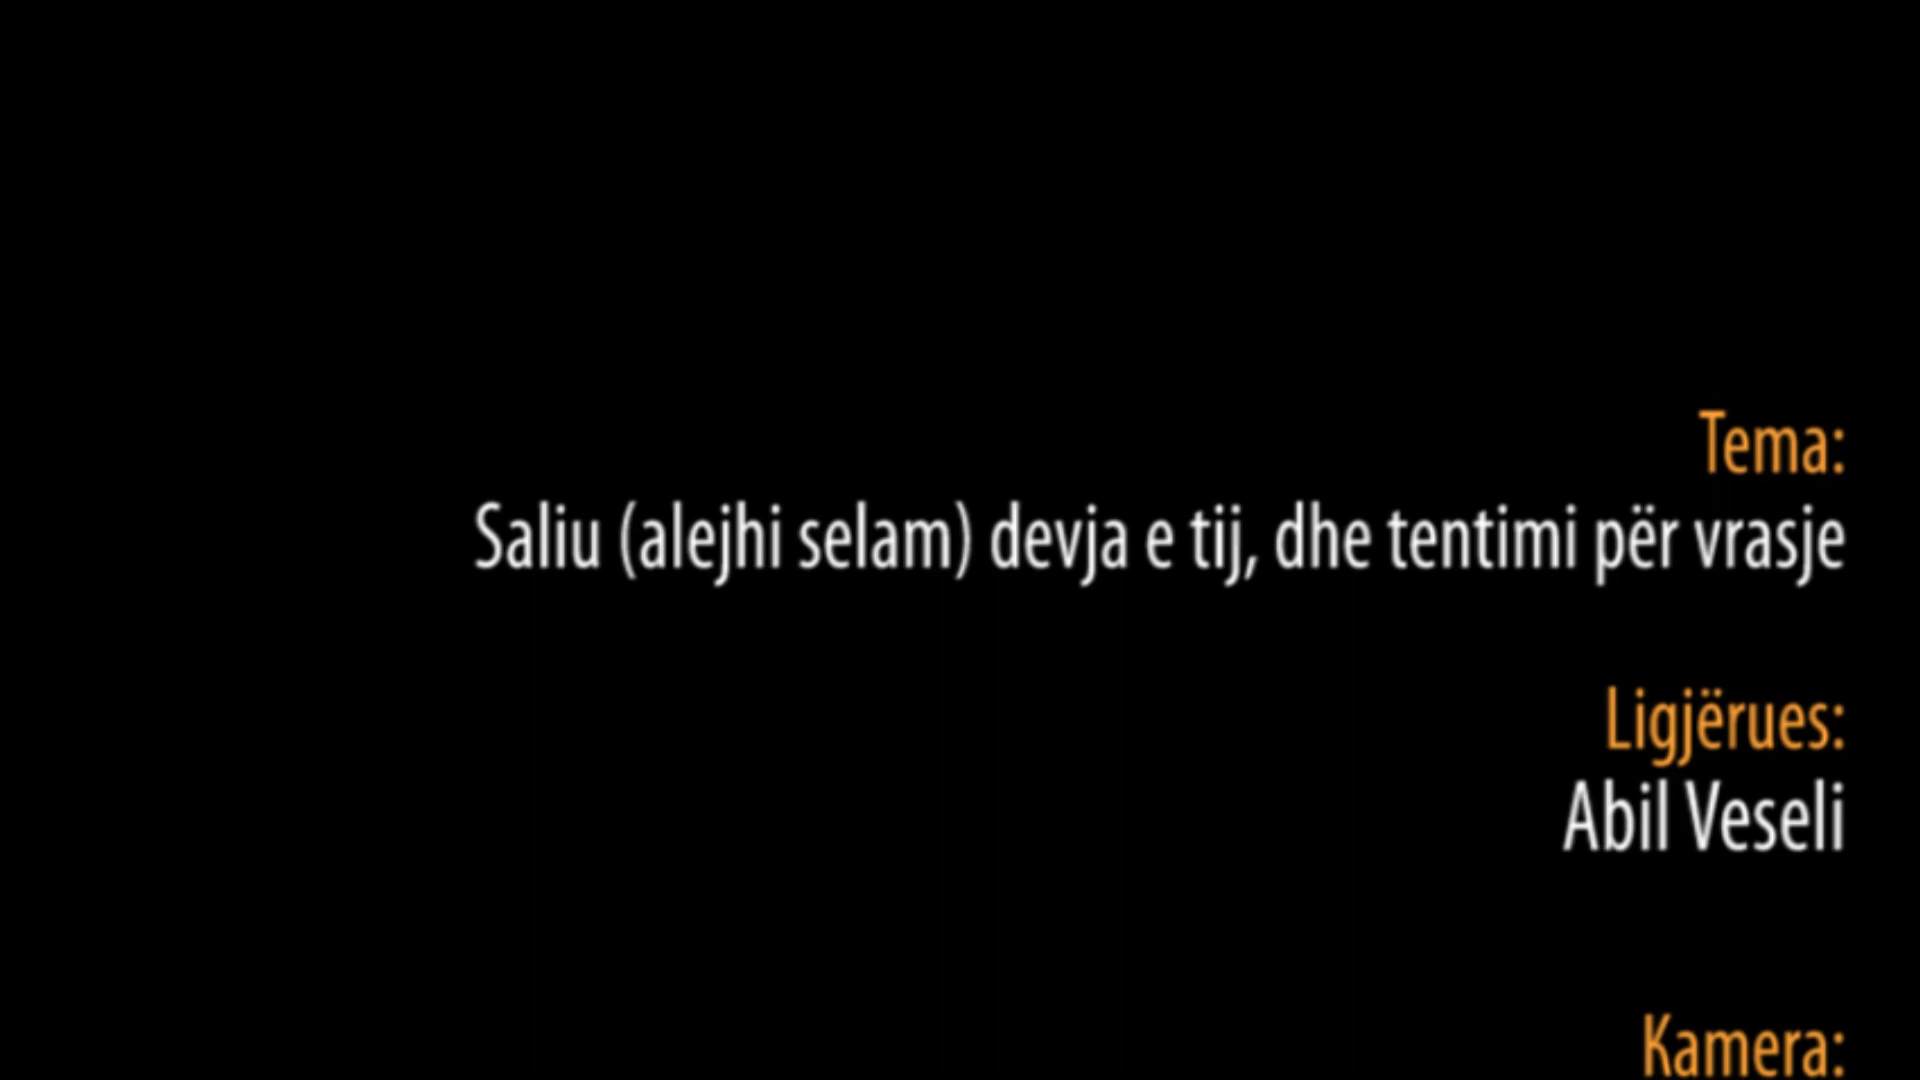 Tema:
Saliu (alejhi selam) devja e tij, dhe tentimi për vrasje
Ligjërues:
Abil Veseli
Kamera: